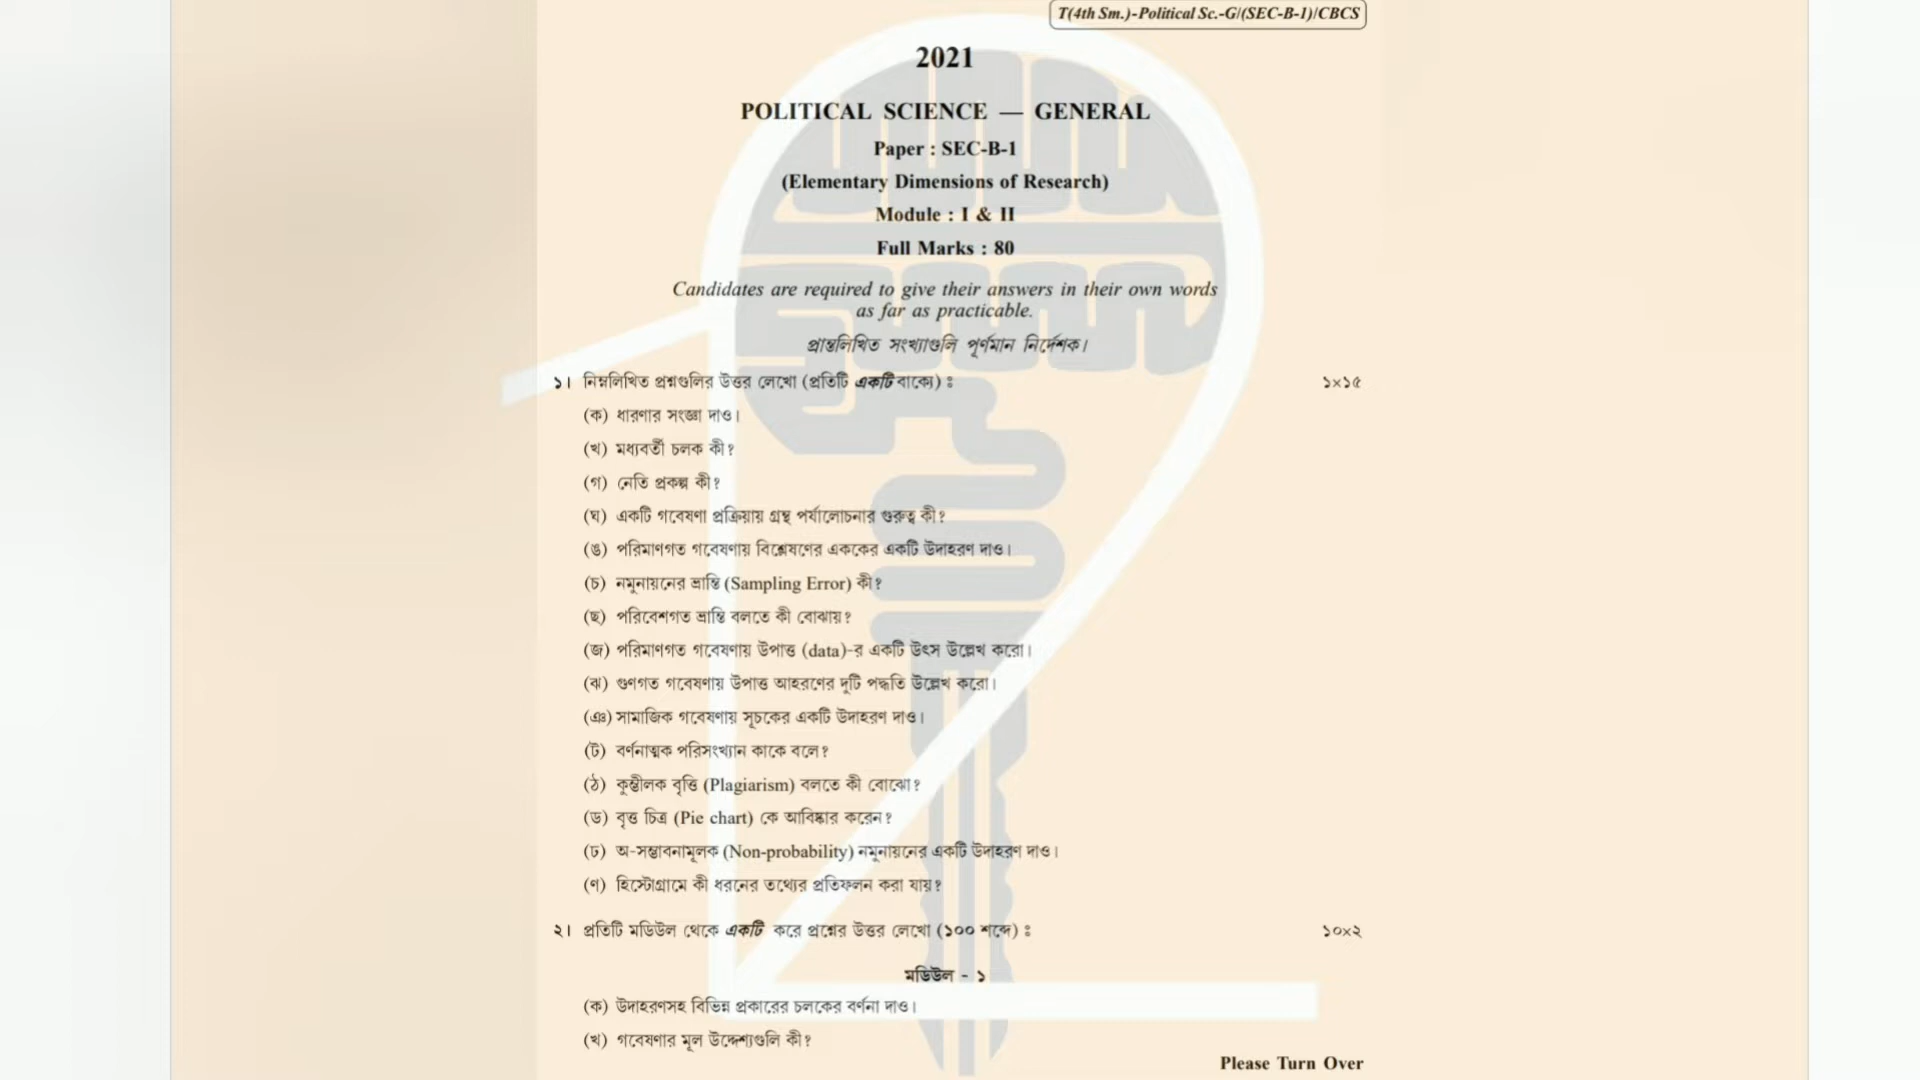 T(4th Sm.)-Political Sc.-G/(SEC-B-1)/CBCS
2021
POLITICAL SCIENCE — GENERAL
Paper : SEC-B-1
(Elementary Dimensions of Research)
Module : I & II
Full Marks : 80
Candidates are required to give their answers in their own words
as far as practicable.
প্রান্তলিখিত সংখ্যাগুলি পূর্ণমান নির্দেশক।
১। নিম্নলিখিত প্রশ্নগুলির উত্তর লেখো (প্রতিটি একটি বাক্যে) ঃ ১×১৫
(ক) ধারণার সংজ্ঞা দাও।
(খ) মধ্যবর্তী চলক কী?
(গ) নেতি প্রকল্প কী?
(ঘ) একটি গবেষণা প্রক্রিয়ায় গ্রন্থ পর্যালোচনার গুরুত্ব কী?
(ঙ) পরিমাণগত গবেষণায় বিশ্লেষণের এককের একটি উদাহরণ দাও।
(চ) নমুনায়নের ভ্রান্তি (Sampling Error) কী?
(ছ) পরিবেশগত ভ্রান্তি বলতে কী বোঝায়?
(জ) পরিমাণগত গবেষণায় উপাত্ত (data)-র একটি উৎস উল্লেখ করো।
(ঝ) গুণগত গবেষণায় উপাত্ত আহরণের দুটি পদ্ধতি উল্লেখ করো।
(ঞ) সামাজিক গবেষণায় সূচকের একটি উদাহরণ দাও।
(ট) বর্ণনাত্মক পরিসংখ্যান কাকে বলে?
(ঠ) কুম্ভীলক বৃত্তি (Plagiarism) বলতে কী বোঝো?
(ড) বৃত্ত চিত্র (Pie chart) কে আবিষ্কার করেন?
(ঢ) অ-সম্ভাবনামূলক (Non-probability) নমুনায়নের একটি উদাহরণ দাও।
(ণ) হিস্টোগ্রামে কী ধরনের তথ্যের প্রতিফলন করা যায়?
২। প্রতিটি মডিউল থেকে একটি করে প্রশ্নের উত্তর লেখো (১০০ শব্দে) ঃ ১০×২
মডিউল - ১
(ক) উদাহরণসহ বিভিন্ন প্রকারের চলকের বর্ণনা দাও।
(খ) গবেষণার মূল উদ্দেশ্যগুলি কী?
Please Turn Over